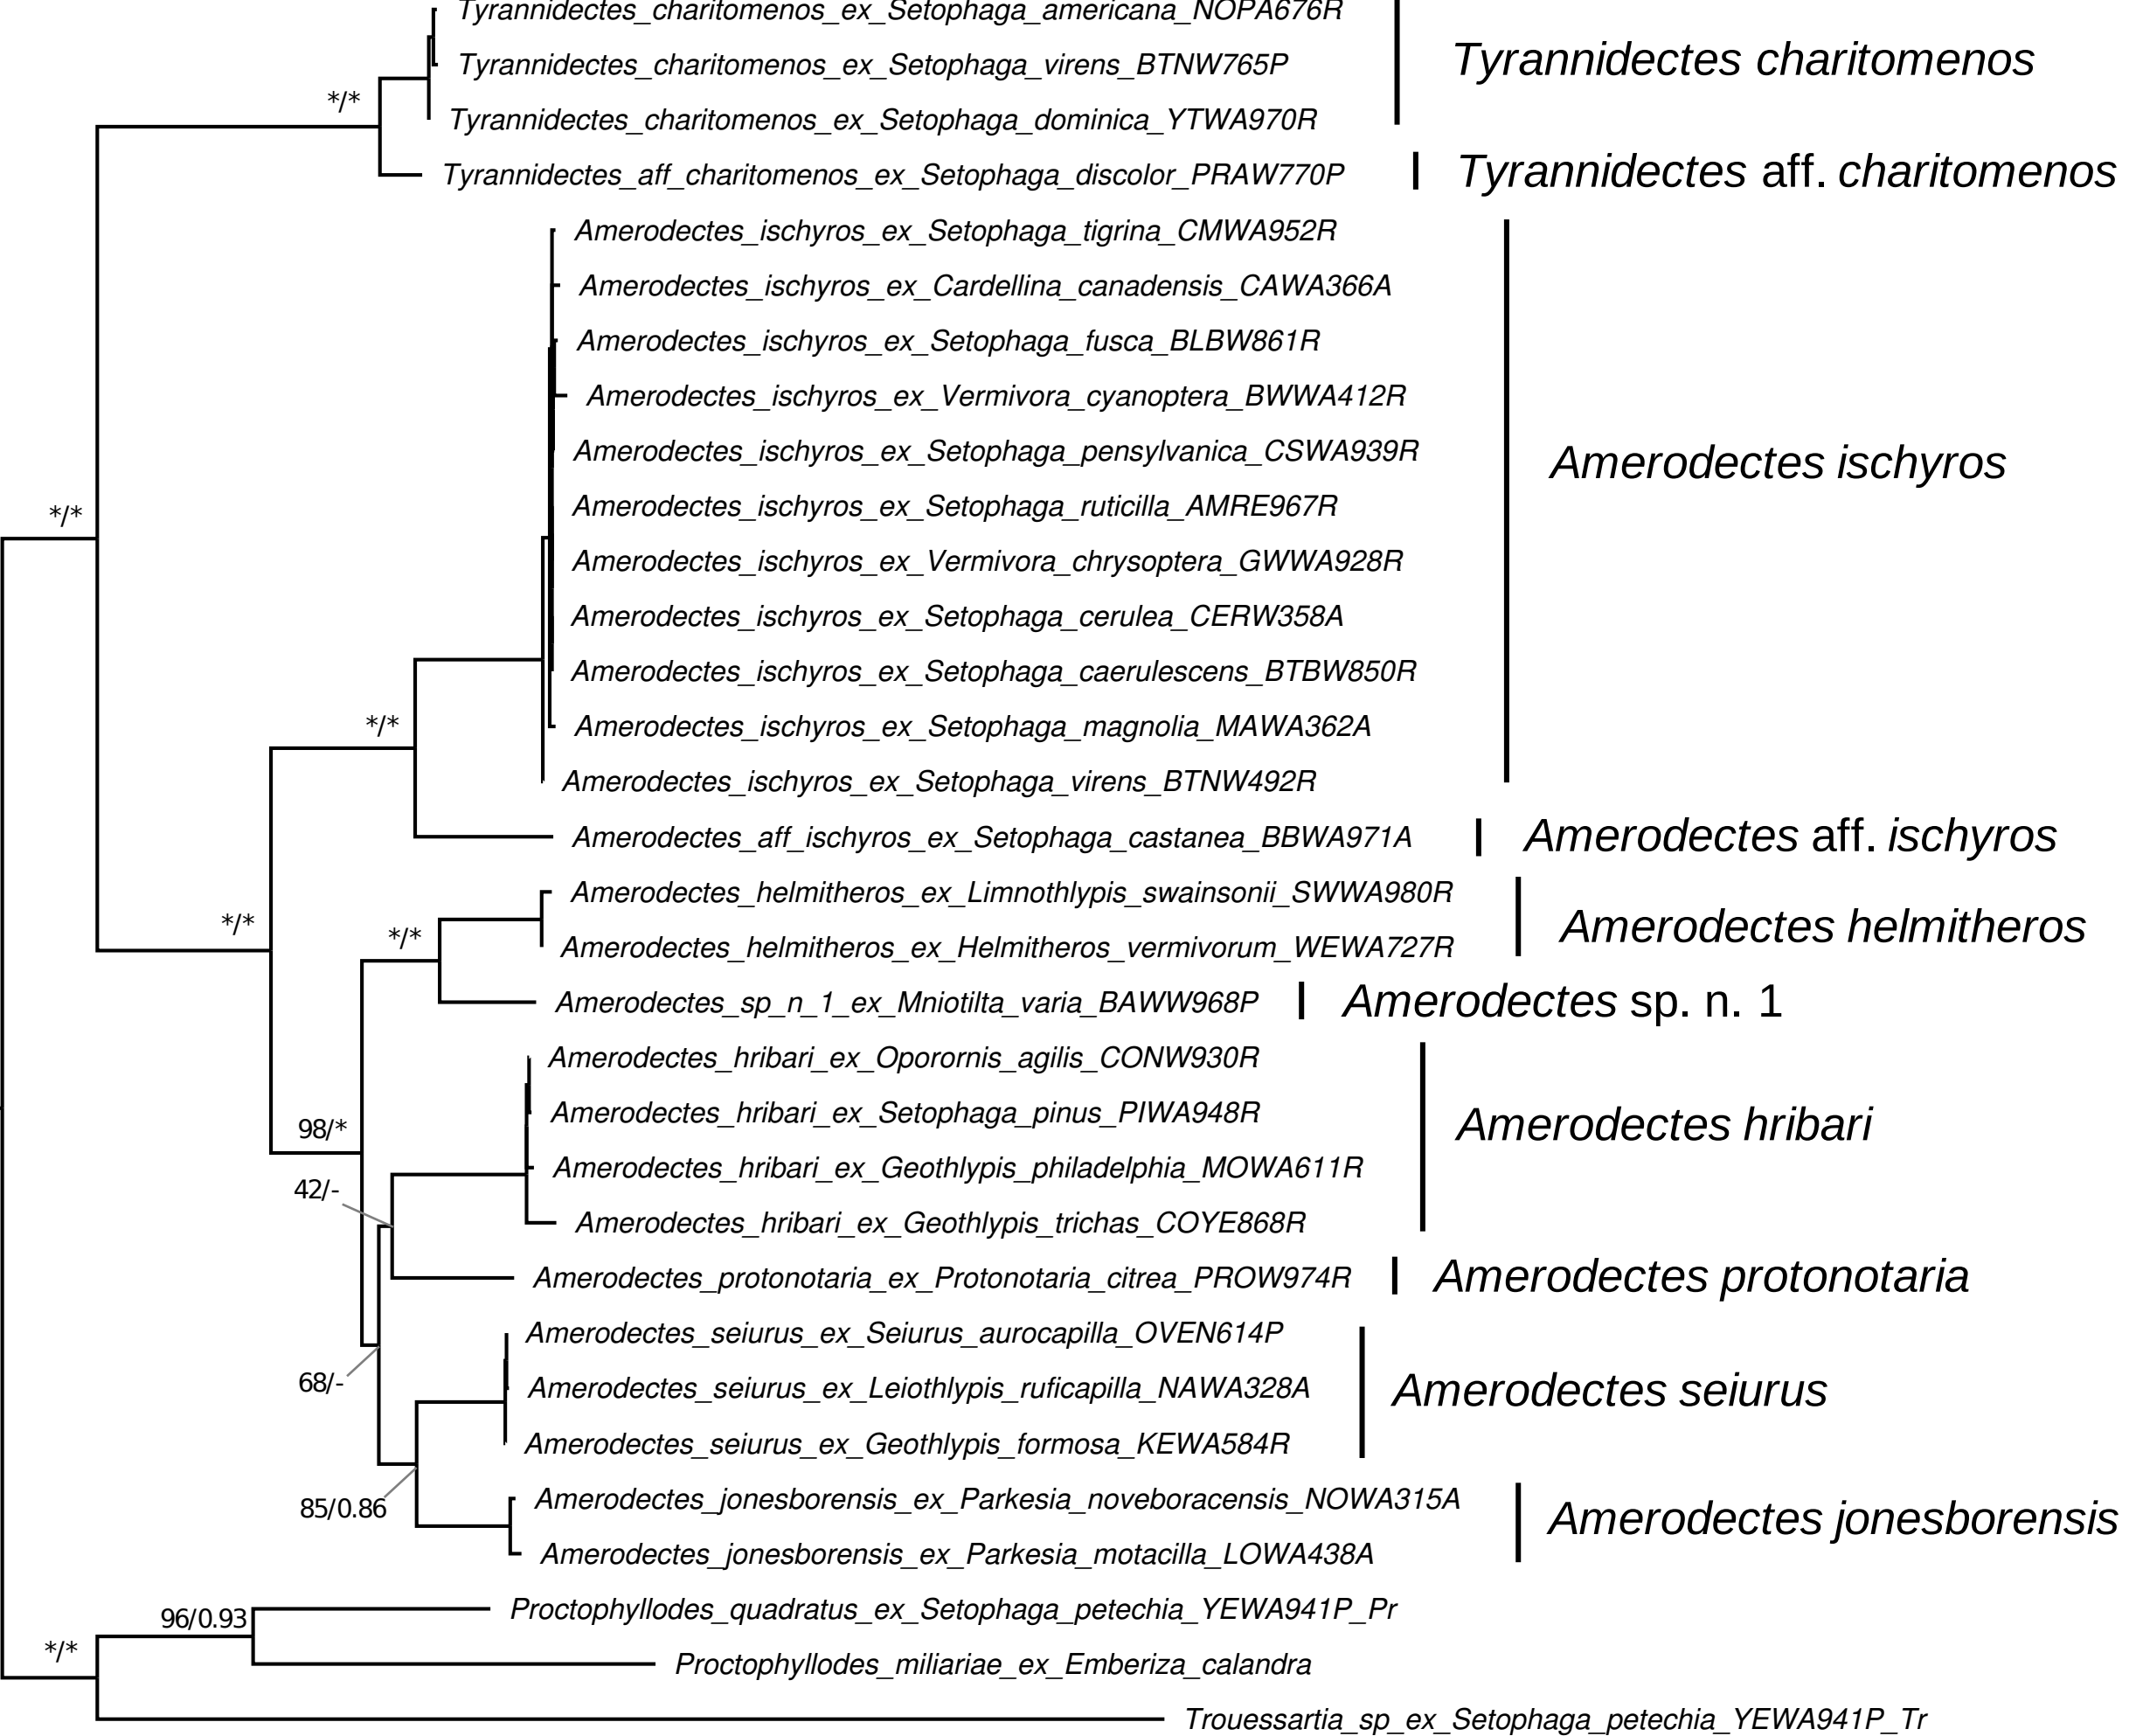 Tyrannidectes_charitomenos_ex_Setophaga_americana_NOPA676R
Tyrannidectes_charitomenos_ex_Setophaga_virens_BTNW765P
Tyrannidectes charitomenos
*/*
Tyrannidectes_charitomenos_ex_Setophaga_dominica_YTWA970R
Tyrannidectes_aff_charitomenos_ex_Setophaga_discolor_PRAW770P
Tyrannidectes aff. charitomenos
Amerodectes_ischyros_ex_Setophaga_tigrina_CMWA952R
Amerodectes_ischyros_ex_Cardellina_canadensis_CAWA366A
Amerodectes_ischyros_ex_Setophaga_fusca_BLBW861R
Amerodectes_ischyros_ex_Vermivora_cyanoptera_BWWA412R
Amerodectes_ischyros_ex_Setophaga_pensylvanica_CSWA939R
Amerodectes ischyros
*/*
Amerodectes_ischyros_ex_Setophaga_ruticilla_AMRE967R
Amerodectes_ischyros_ex_Vermivora_chrysoptera_GWWA928R
Amerodectes_ischyros_ex_Setophaga_cerulea_CERW358A
Amerodectes_ischyros_ex_Setophaga_caerulescens_BTBW850R
*/*
Amerodectes_ischyros_ex_Setophaga_magnolia_MAWA362A
Amerodectes_ischyros_ex_Setophaga_virens_BTNW492R
Amerodectes_aff_ischyros_ex_Setophaga_castanea_BBWA971A
Amerodectes aff. ischyros
Amerodectes_helmitheros_ex_Limnothlypis_swainsonii_SWWA980R
*/*
*/*
Amerodectes helmitheros
Amerodectes_helmitheros_ex_Helmitheros_vermivorum_WEWA727R
Amerodectes_sp_n_1_ex_Mniotilta_varia_BAWW968P
Amerodectes sp. n. 1
Amerodectes_hribari_ex_Oporornis_agilis_CONW930R
Amerodectes_hribari_ex_Setophaga_pinus_PIWA948R
98/*
Amerodectes hribari
Amerodectes_hribari_ex_Geothlypis_philadelphia_MOWA611R
42/-
Amerodectes_hribari_ex_Geothlypis_trichas_COYE868R
Amerodectes_protonotaria_ex_Protonotaria_citrea_PROW974R
Amerodectes protonotaria
Amerodectes_seiurus_ex_Seiurus_aurocapilla_OVEN614P
68/-
Amerodectes_seiurus_ex_Leiothlypis_ruficapilla_NAWA328A
Amerodectes seiurus
Amerodectes_seiurus_ex_Geothlypis_formosa_KEWA584R
85/0.86
Amerodectes_jonesborensis_ex_Parkesia_noveboracensis_NOWA315A
Amerodectes jonesborensis
Amerodectes_jonesborensis_ex_Parkesia_motacilla_LOWA438A
96/0.93
Proctophyllodes_quadratus_ex_Setophaga_petechia_YEWA941P_Pr
*/*
Proctophyllodes_miliariae_ex_Emberiza_calandra
Trouessartia_sp_ex_Setophaga_petechia_YEWA941P_Tr